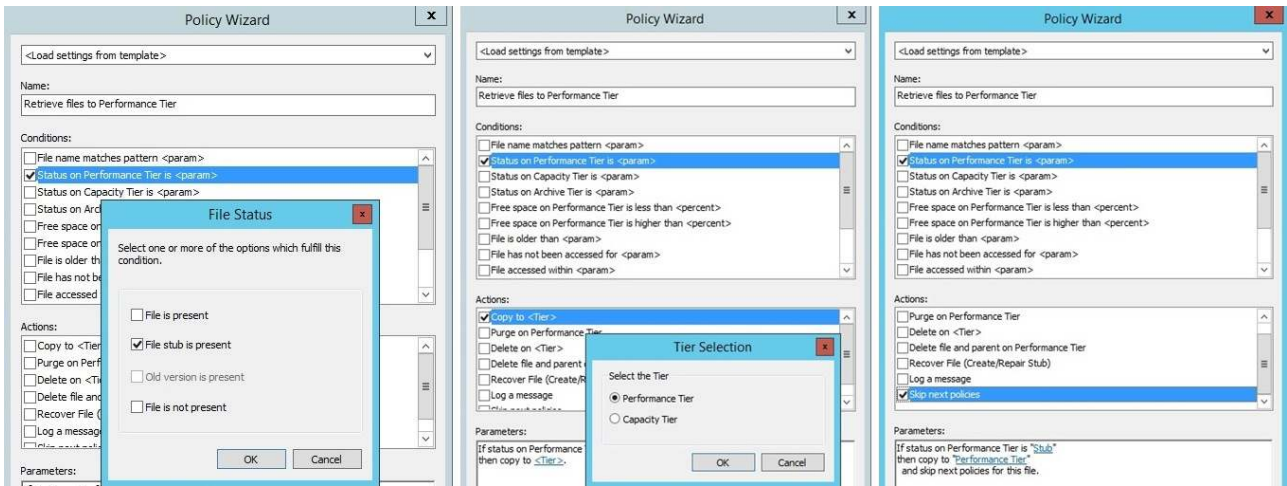 Policy Wizard
x
<Load settings from template>
Name:
Retrieve files to Performance Tier
Conditions:
File name matches pattern <param>
Status on Performance Tier is <param>
Status on Capacity Tier is <param>
Status on Arch
Free space on
Free space or
File is older th
File has not be
File accessed
File Status
x
Select one or more of the options which fulfill this
condition.
File is present
File stub is present
Old version is present
File is not present
OK
Cancel
Actions:
Copy to <Tier
Purge on Perf
Delete on <Ti
Delete file and
Recover File (
Log a message
Parameters:
Policy Wizard
x
<Load settings from template>
Name:
Retrieve files to Performance Tier
Conditions:
File name matches pattern <param>
Status on Performance Tier is <param>
Status on Capacity Tier is <param>
Status on Archive Tier is <param>
Free space on Performance Tier is less than <percent>
Free space on Performance Tier is higher than <percent>
File is older than <param>
File has not been accessed for <param>
File accessed within <param>
Actions:
Copy to <Tier>
Purge on Performance Tier
Delete on <Tier>
Delete file and parent
Recover File (Create/R
Log a message
Tier Selection
x
Select the Tier
Performance Tier
Capacity Tier
OK
Cancel
Parameters:
If status on Performance
then copy to <Tier>.
Policy Wizard
x
<Load settings from template>
Name:
Retrieve files to Performance Tier
Conditions:
File name matches pattern <param>
Status on Performance Tier is <param>
Status on Capacity Tier is <param>
Status on Archive Tier is <param>
Free space on Performance Tier is less than <percent>
Free space on Performance Tier is higher than <percent>
File is older than <param>
File has not been accessed for <param>
File accessed within <param>
Actions:
Purge on Performance Tier
Delete on <Tier>
Delete file and parent on Performance Tier
Recover File (Create/Repair Stub)
Log a message
Skip next policies
Parameters:
If status on Performance Tier is "Stub"
then copy to "Performance Tier"
and skip next policies for this file.